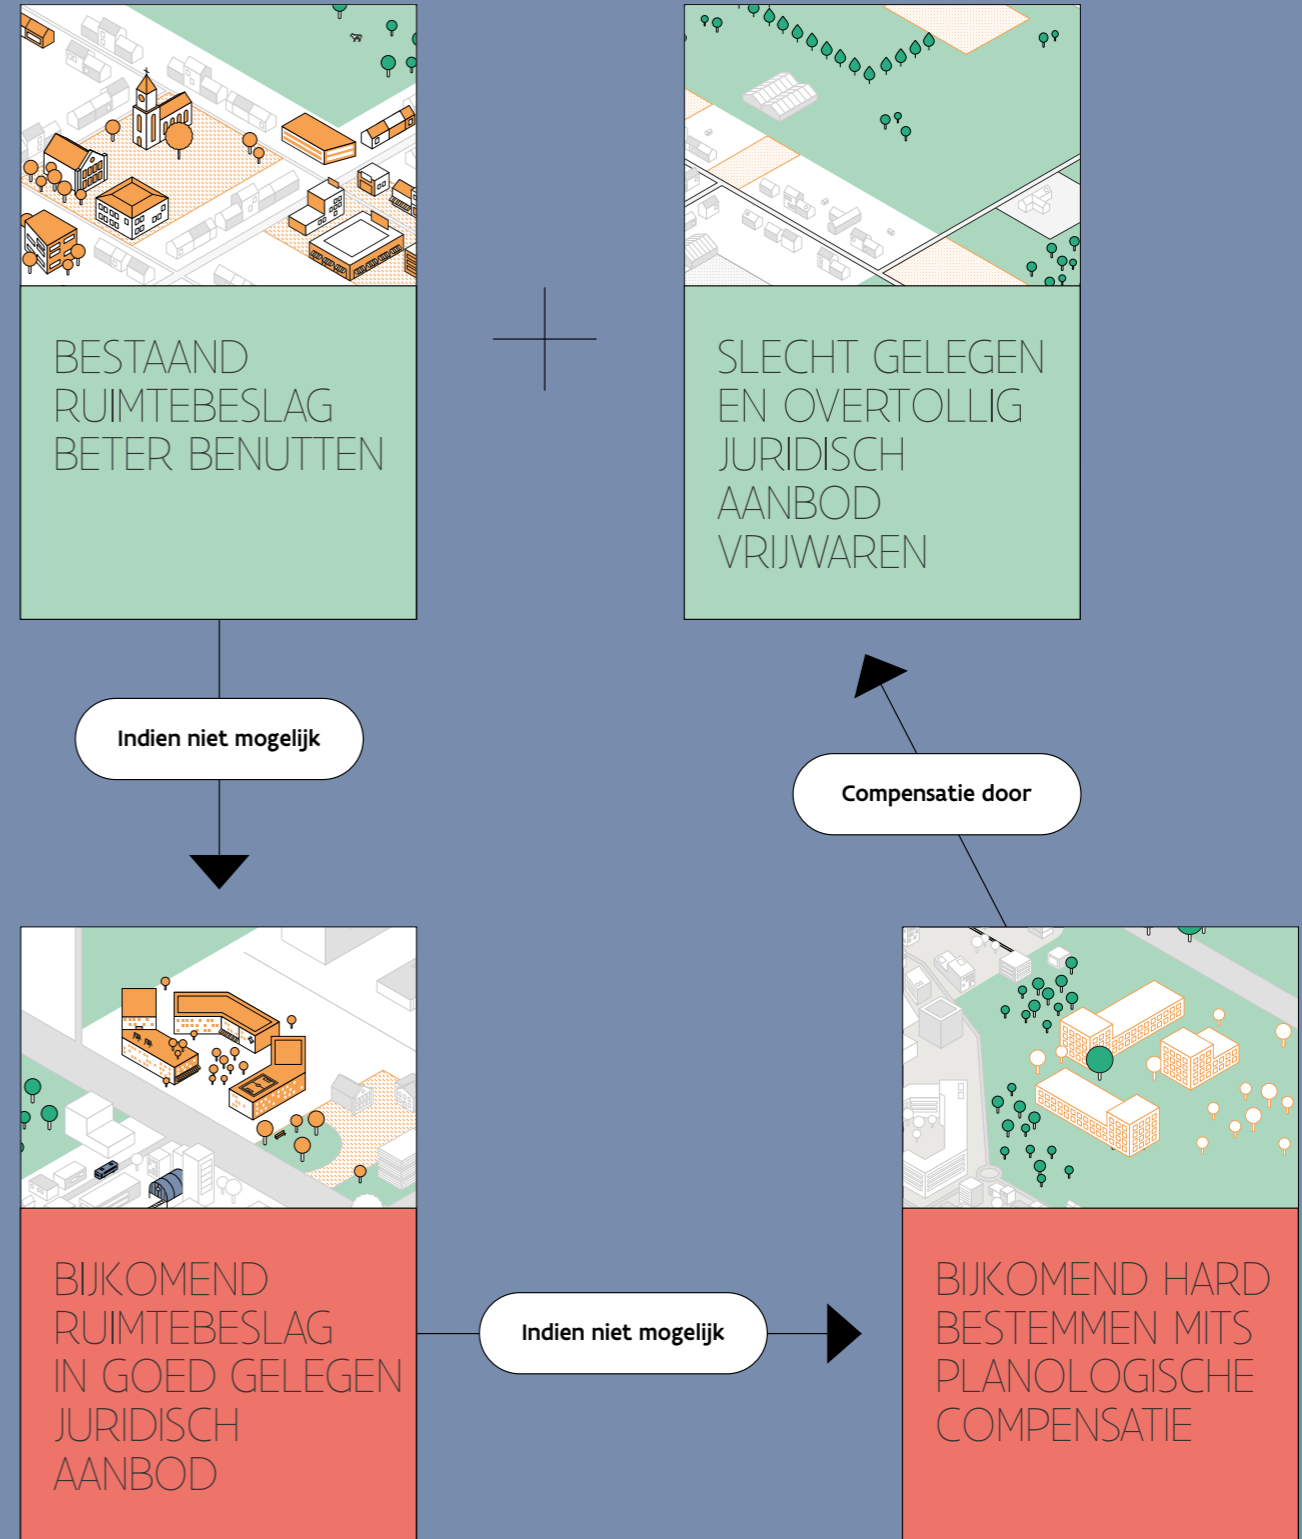 BESTAAND
RUIMTEBESLAG
BETER BENUTTEN
SLECHT GELEGEN
EN OVERTOLLIG
JURIDISCH
AANBOD
VRIJWAREN
Indien niet mogelijk
Compensatie door
BIJKOMEND
RUIMTEBESLAG
IN GOED GELEGEN
JURIDISCH
AANBOD
Indien niet mogelijk
BIJKOMEND HARD
BESTEMMEN MITS
PLANOLOGISCHE
COMPENSATIE